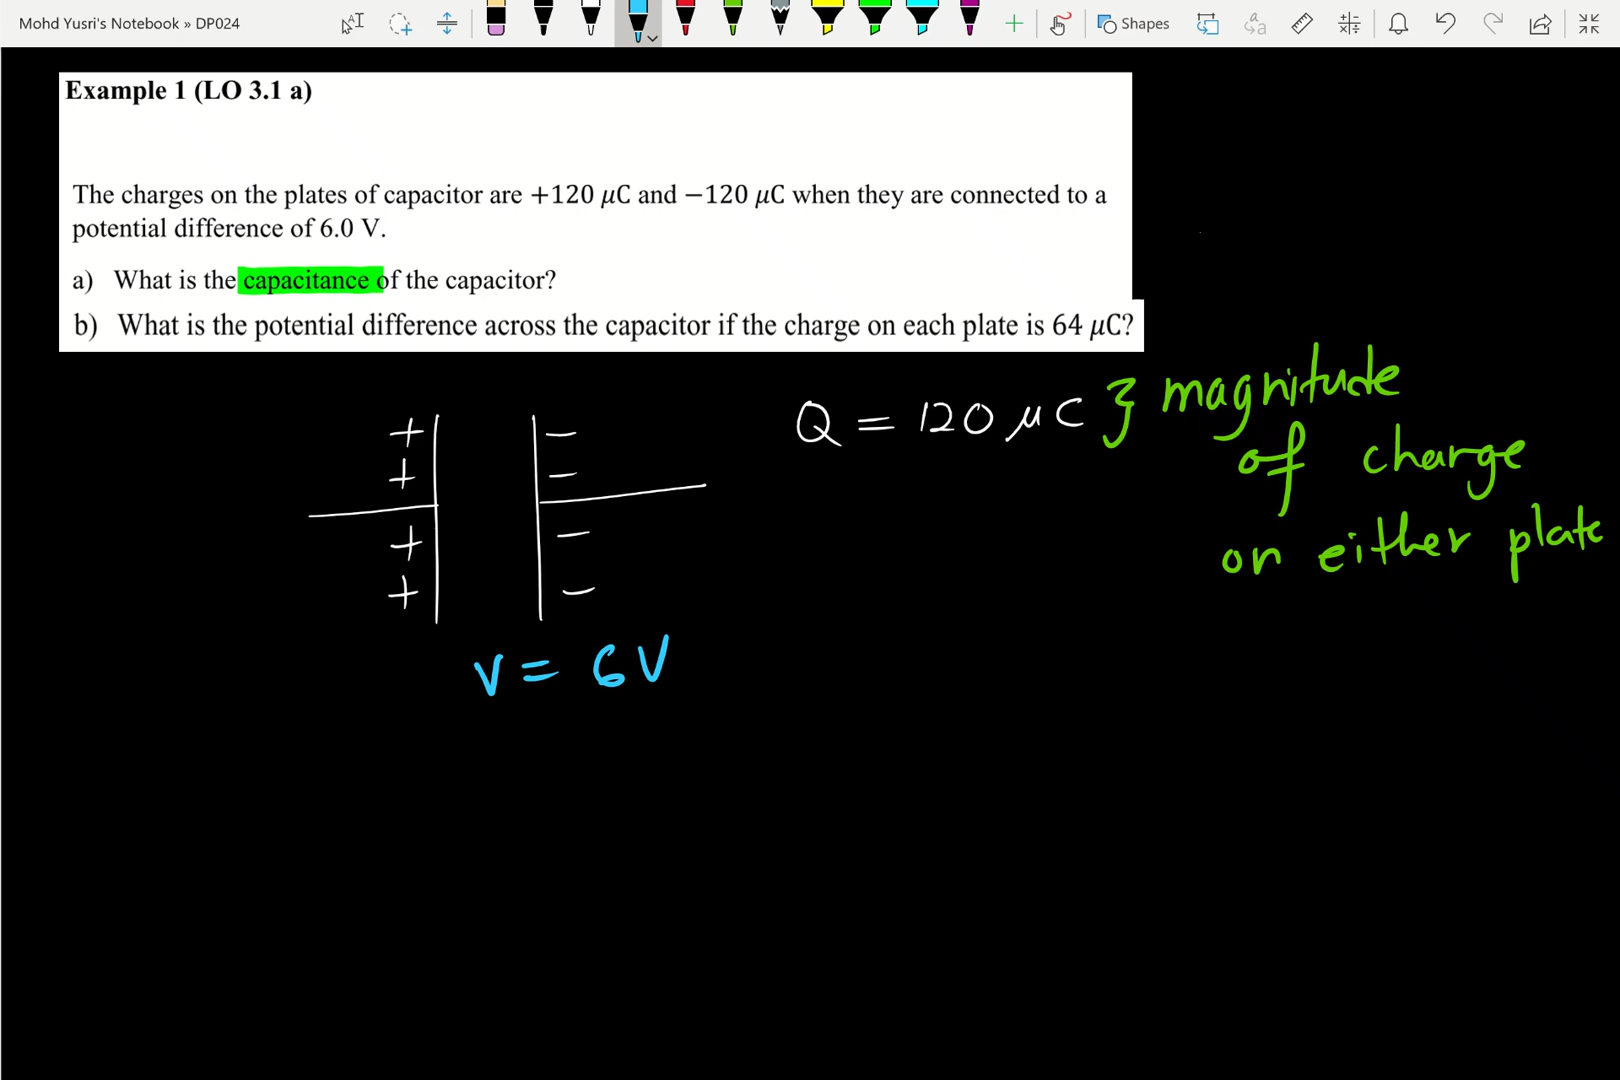 Mohd Yusri's Notebook » DP024
Shapes
Example 1 (LO 3.1 a)
The charges on the plates of capacitor are +120 μC and −120 μC when they are connected to a
potential difference of 6.0 V.
a) What is the capacitance of the capacitor?
b) What is the potential difference across the capacitor if the charge on each plate is 64 μC?
Q = 120 μC } magnitude
of charge
on either plate
+ −
+ −
+ −
+ −
V = 6V